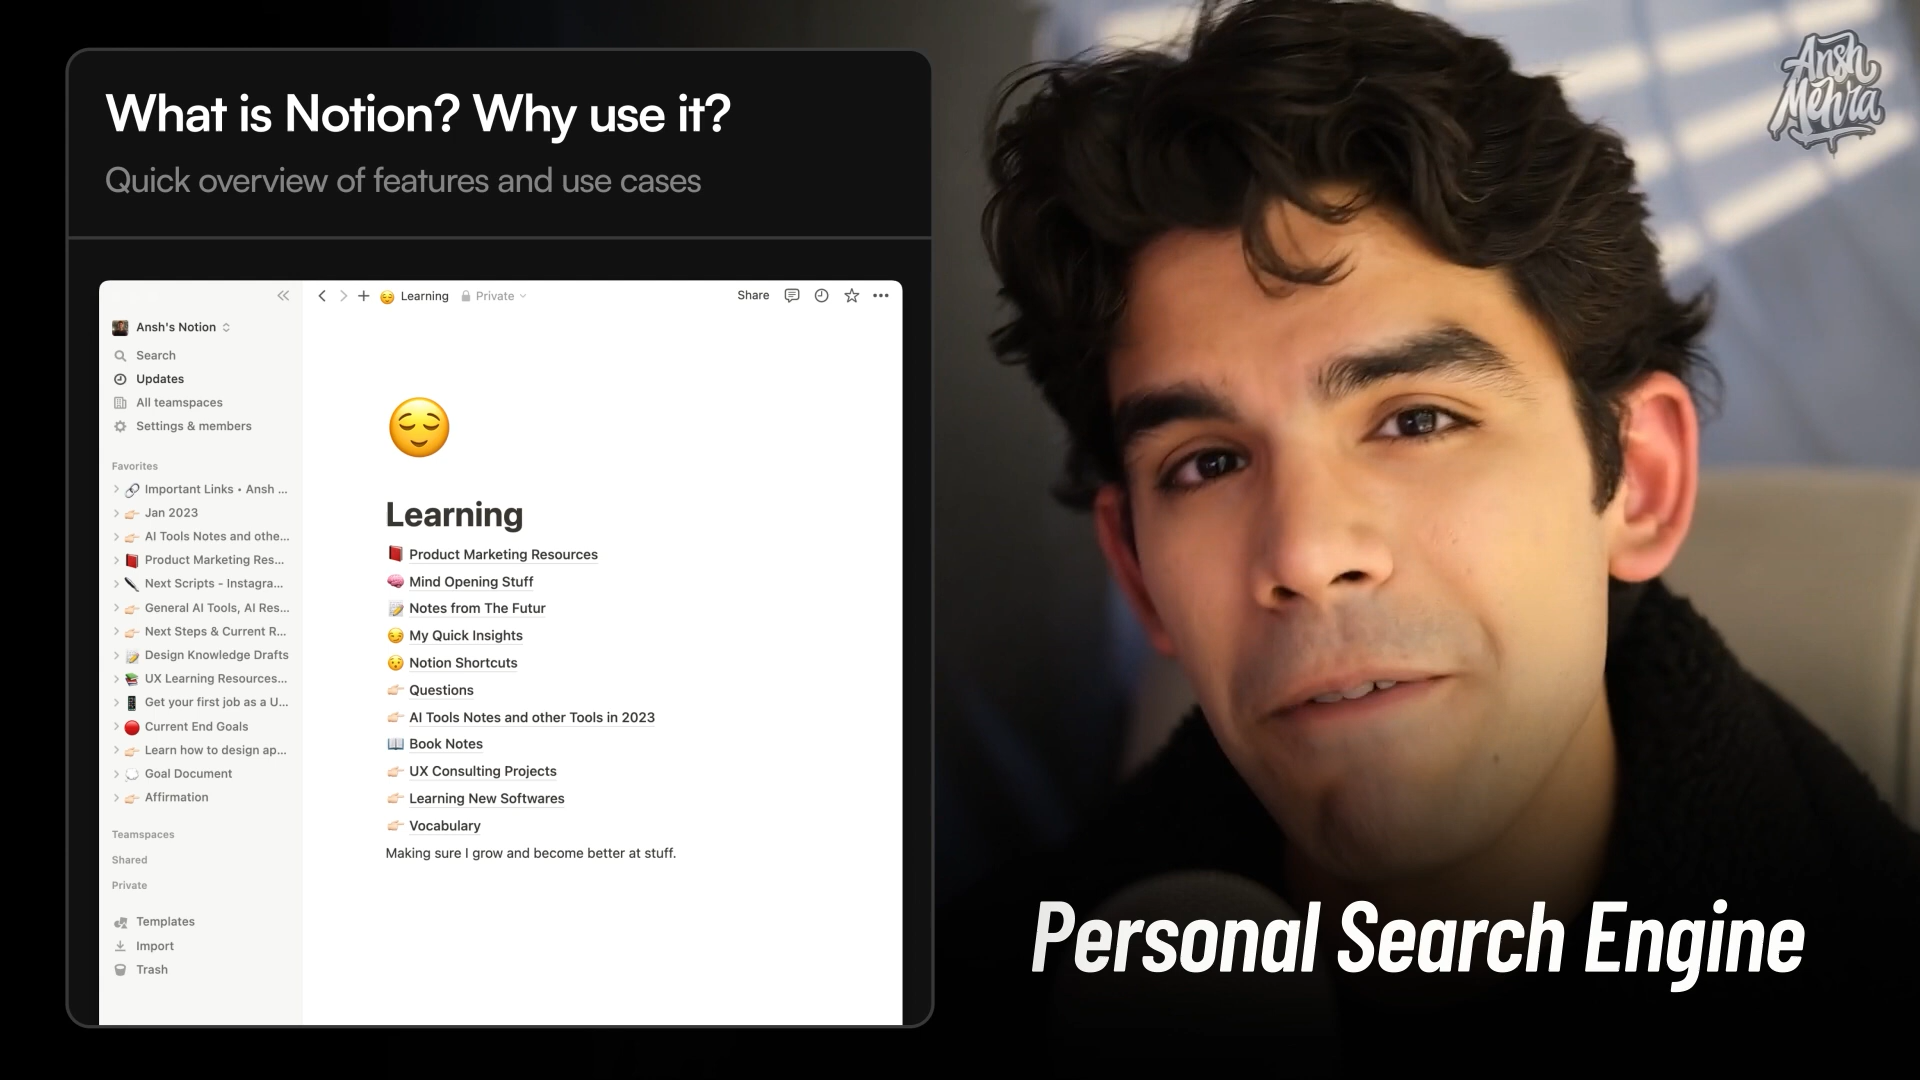 What is Notion? Why use it?
Quick overview of features and use cases
Ansh Mehra
Learning Private
Share
Ansh's Notion
Search
Updates
All teamspaces
Settings & members
Favorites
Important Links • Ansh ...
Jan 2023
AI Tools Notes and othe...
Product Marketing Res...
Next Scripts - Instagra...
General AI Tools, AI Res...
Next Steps & Current R...
Design Knowledge Drafts
UX Learning Resources...
Get your first job as a U...
Current End Goals
Learn how to design ap...
Goal Document
Affirmation
Teamspaces
Shared
Private
Templates
Import
Trash
Learning
Product Marketing Resources
Mind Opening Stuff
Notes from The Futur
My Quick Insights
Notion Shortcuts
Questions
AI Tools Notes and other Tools in 2023
Book Notes
UX Consulting Projects
Learning New Softwares
Vocabulary
Making sure I grow and become better at stuff.
Personal Search Engine